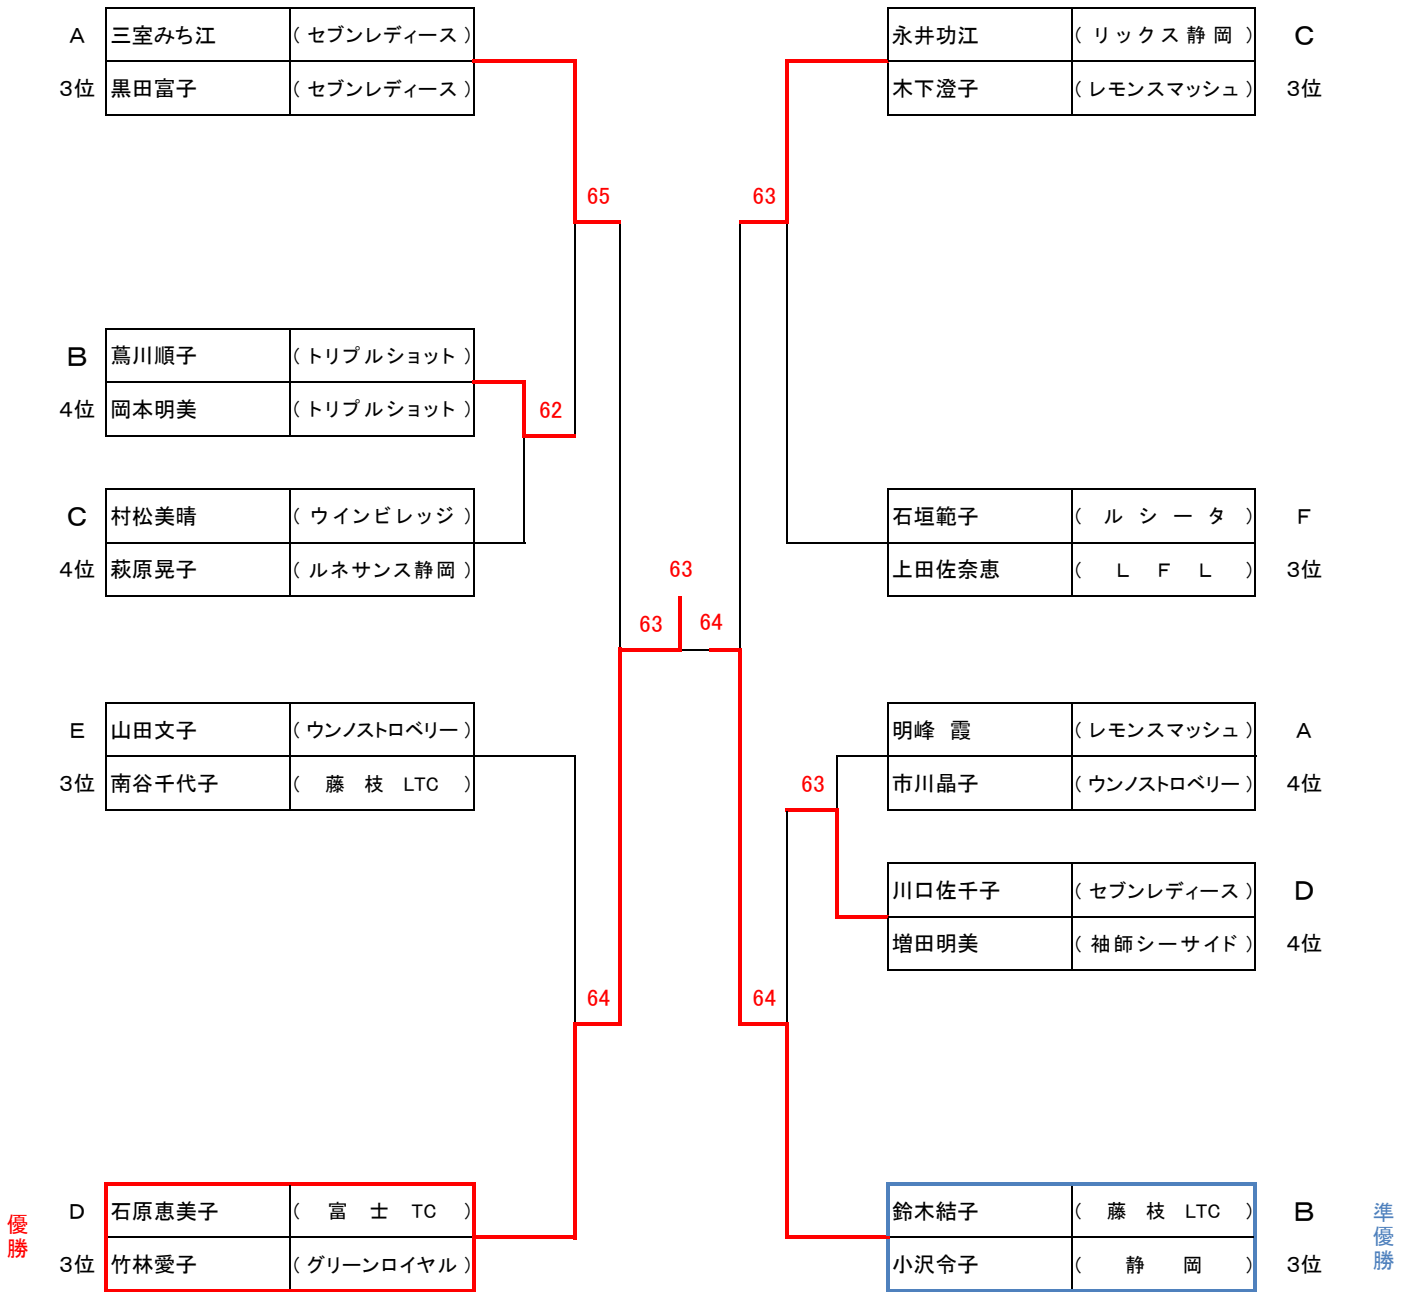 A 三室みち江 (セブンレディース)
3位 黒田富子 (セブンレディース)
永井功江 (リックス静岡) C
木下澄子 (レモンスマッシュ) 3位
65
63
B 蔦川順子 (トリプルショット)
4位 岡本明美 (トリプルショット)
62
C 村松美晴 (ウインビレッジ)
4位 萩原晃子 (ルネサンス静岡)
石垣範子 (ルシータ) F
上田佐奈恵 (LFL) 3位
63
63
64
E 山田文子 (ウンノストロベリー)
3位 南谷千代子 (藤枝LTC)
明峰 霞 (レモンスマッシュ) A
市川晶子 (ウンノストロベリー) 4位
63
川口佐千子 (セブンレディース) D
増田明美 (袖師シーサイド) 4位
64
64
優勝
D 石原恵美子 (富士TC)
3位 竹林愛子 (グリーンロイヤル)
鈴木結子 (藤枝LTC) B
小沢令子 (静岡) 3位
準優勝